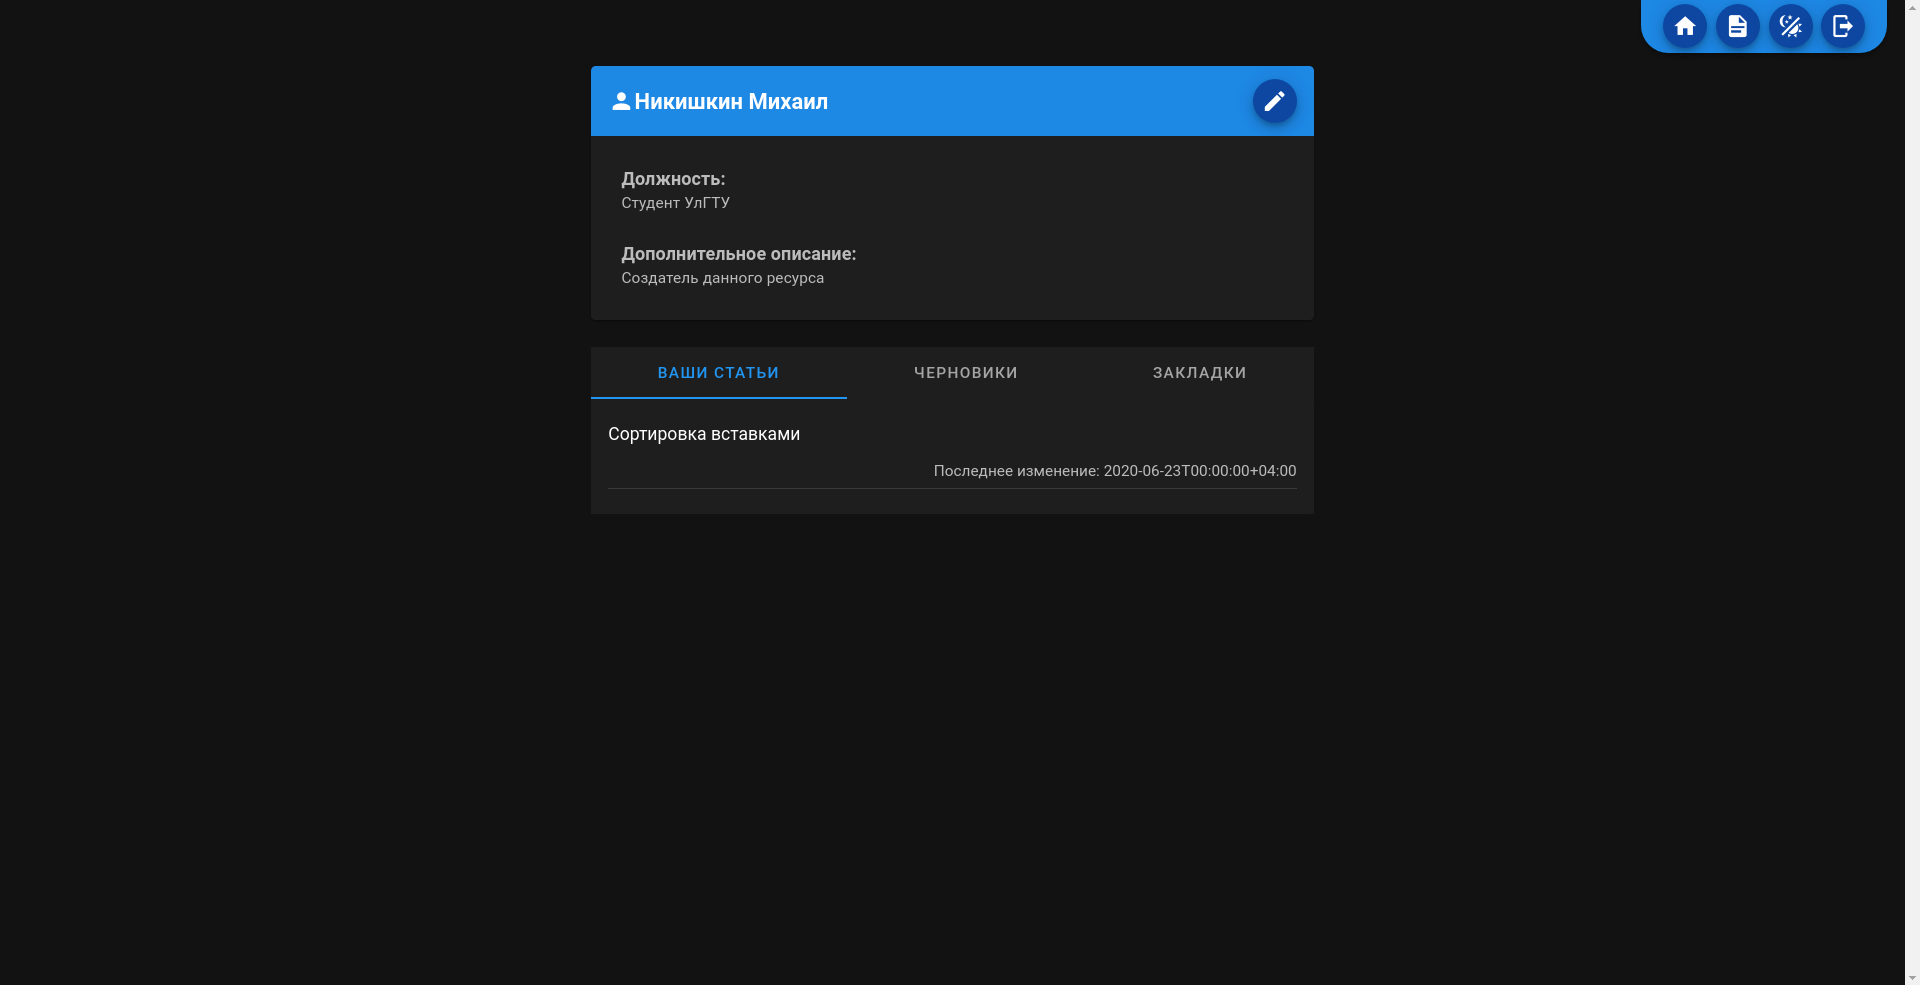 Никишкин Михаил
Должность:
Студент УлГТУ
Дополнительное описание:
Создатель данного ресурса
ВАШИ СТАТЬИ
ЧЕРНОВИКИ
ЗАКЛАДКИ
Сортировка вставками
Последнее изменение: 2020-06-23T00:00:00+04:00